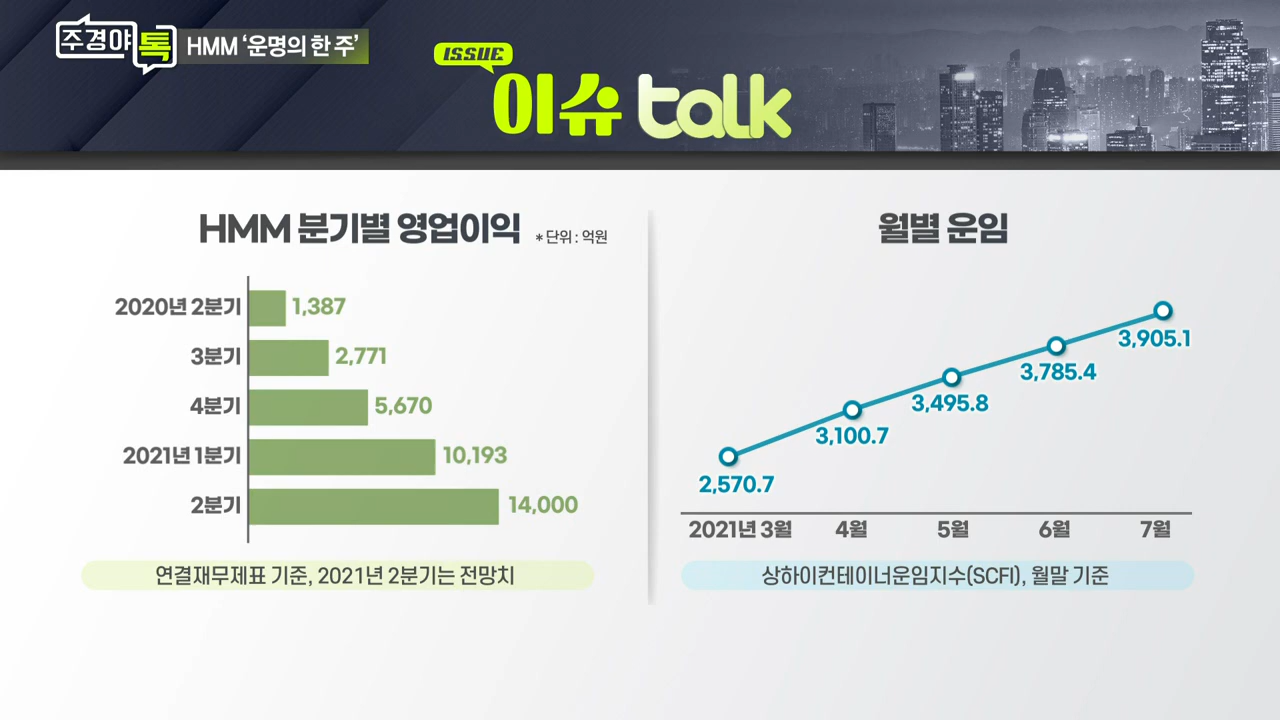 주경야톡
HMM ‘운명의 한 주’
ISSUE
이슈 talk
HMM 분기별 영업이익
* 단위 : 억원
2020년 2분기 1,387
3분기 2,771
4분기 5,670
2021년 1분기 10,193
2분기 14,000
연결재무제표 기준, 2021년 2분기는 전망치
월별 운임
2,570.7
3,100.7
3,495.8
3,785.4
3,905.1
2021년 3월 4월 5월 6월 7월
상하이컨테이너운임지수(SCFI), 월말 기준